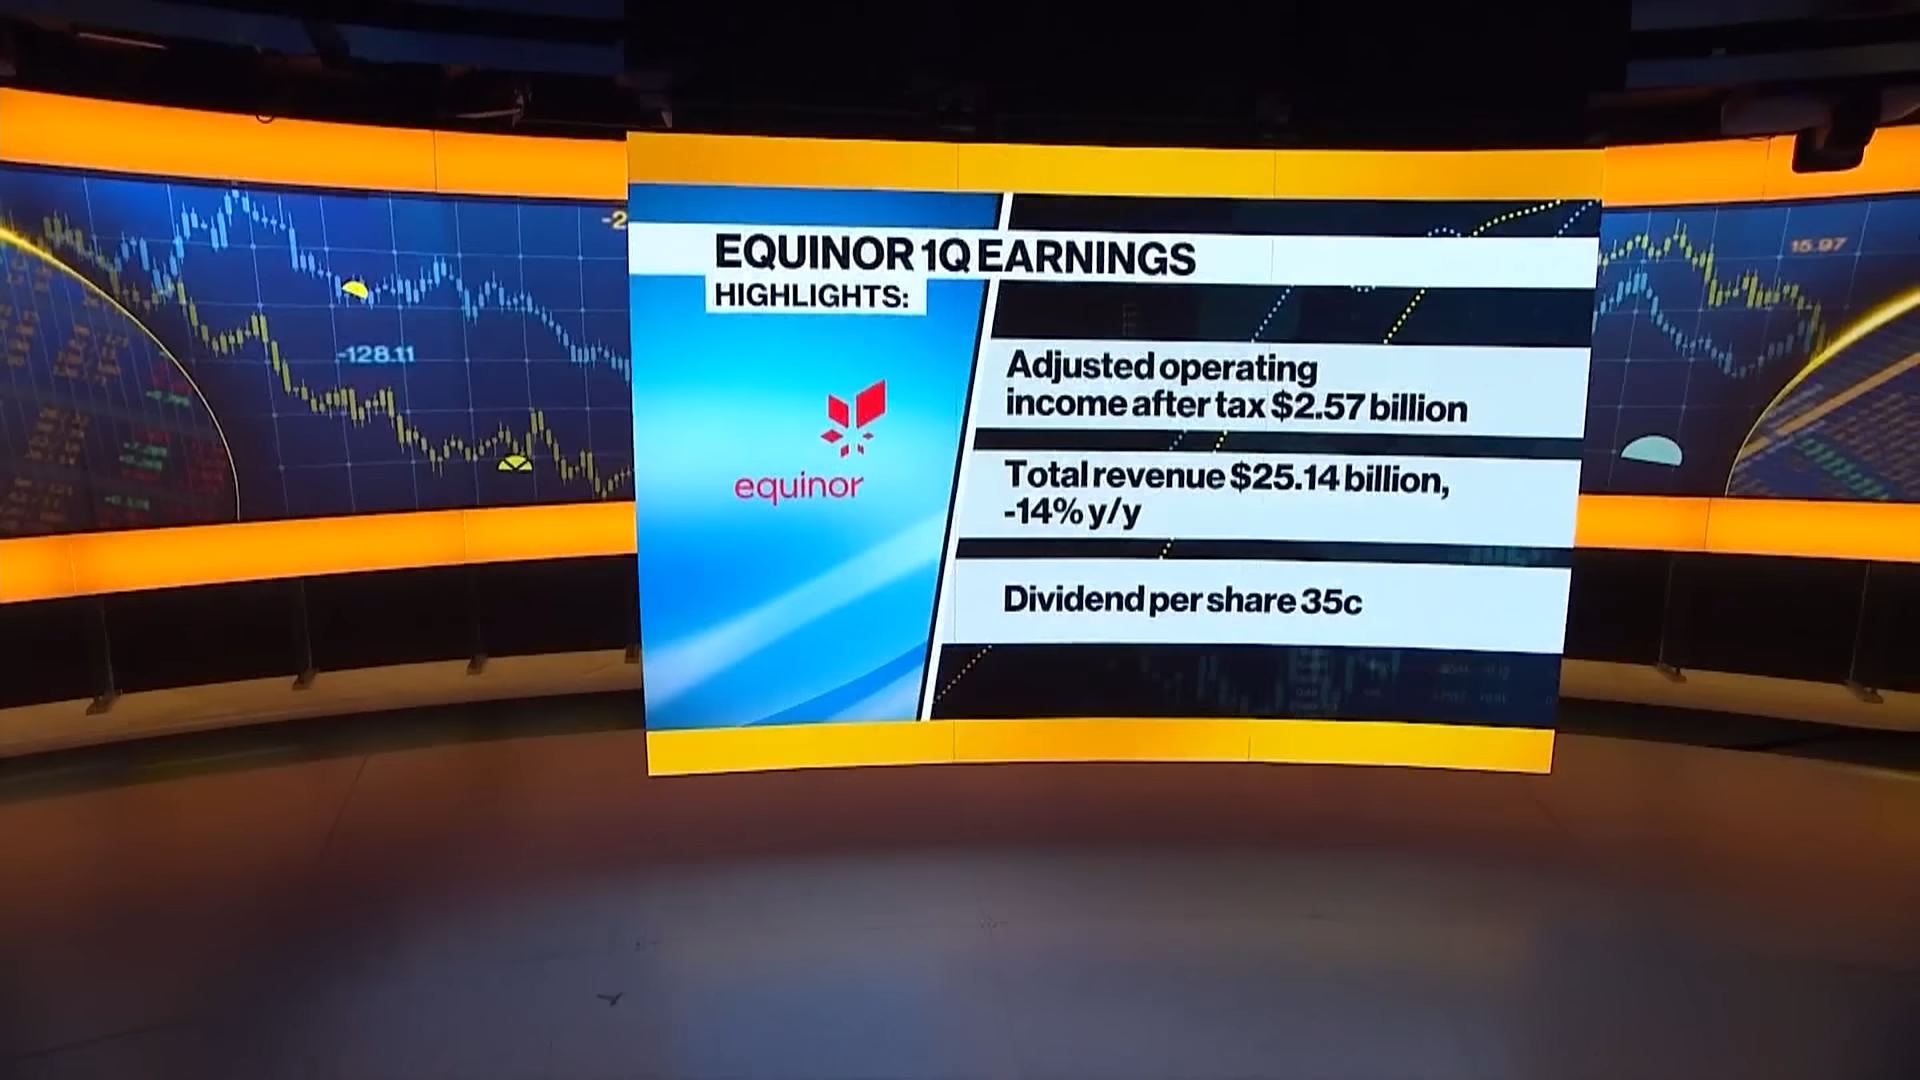 EQUINOR 1Q EARNINGS
HIGHLIGHTS:
equinor
Adjusted operating
income after tax $2.57 billion
Total revenue $25.14 billion,
-14% y/y
Dividend per share 35c
-128.11
-2
15.97